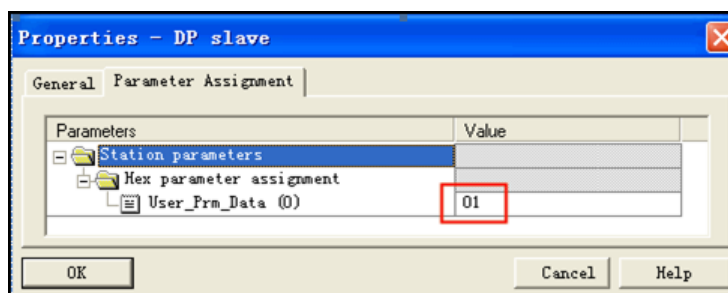 Properties - DP slave
General Parameter Assignment
Parameters Value
Station parameters
Hex parameter assignment
User_Prm_Data (0) 01
OK Cancel Help